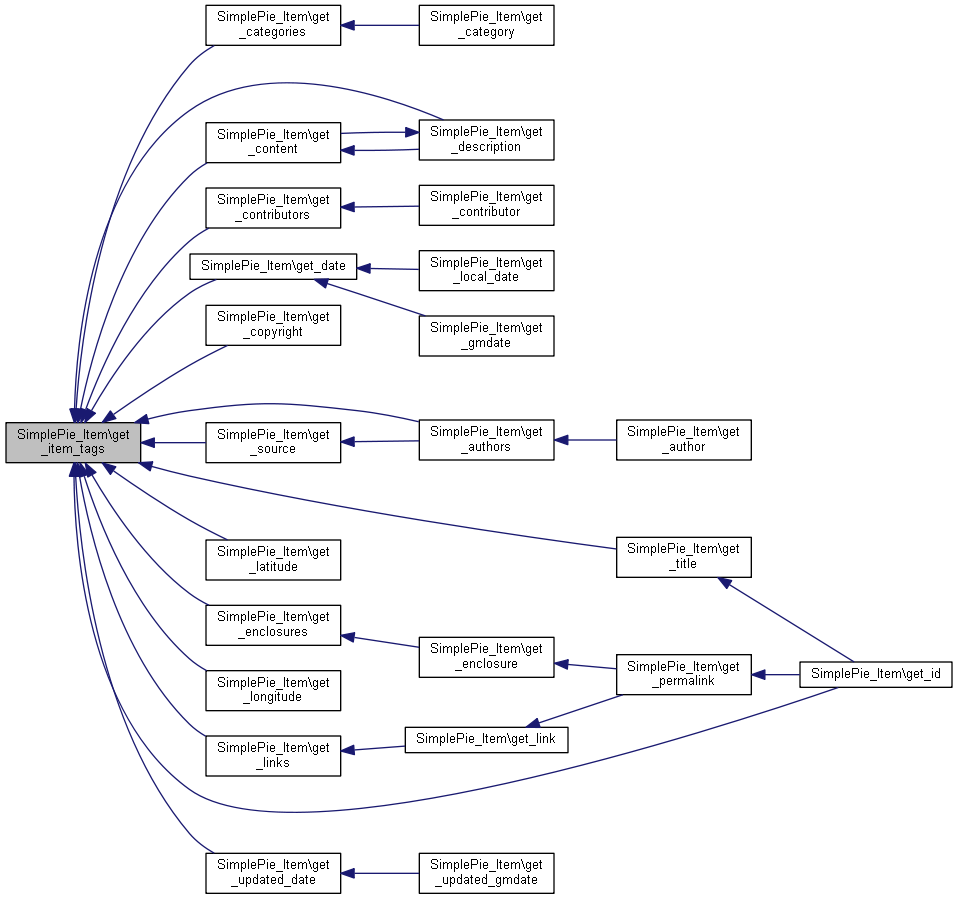 SimplePie_Item\get
_categories
SimplePie_Item\get
_category
SimplePie_Item\get
_content
SimplePie_Item\get
_description
SimplePie_Item\get
_contributors
SimplePie_Item\get
_contributor
SimplePie_Item\get_date
SimplePie_Item\get
_local_date
SimplePie_Item\get
_copyright
SimplePie_Item\get
_gmdate
SimplePie_Item\get
_item_tags
SimplePie_Item\get
_source
SimplePie_Item\get
_authors
SimplePie_Item\get
_author
SimplePie_Item\get
_latitude
SimplePie_Item\get
_title
SimplePie_Item\get
_enclosures
SimplePie_Item\get
_enclosure
SimplePie_Item\get
_permalink
SimplePie_Item\get_id
SimplePie_Item\get
_longitude
SimplePie_Item\get
_links
SimplePie_Item\get_link
SimplePie_Item\get
_updated_date
SimplePie_Item\get
_updated_gmdate